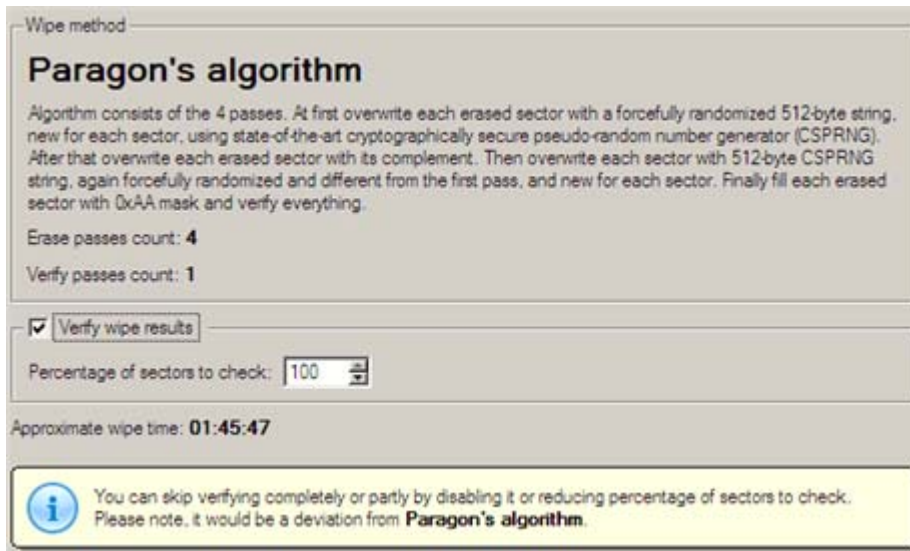 Wipe method
Paragon's algorithm
Algorithm consists of the 4 passes. At first overwrite each erased sector with a forcefully randomized 512-byte string,
new for each sector, using state-of-the-art cryptographically secure pseudo-random number generator (CSPRNG).
After that overwrite each erased sector with its complement. Then overwrite each sector with 512-byte CSPRNG
string, again forcefully randomized and different from the first pass, and new for each sector. Finally fill each erased
sector with 0xAA mask and verify everything.
Erase passes count: 4
Verify passes count: 1
Verify wipe results
Percentage of sectors to check: 100
Approximate wipe time: 01:45:47
You can skip verifying completely or partly by disabling it or reducing percentage of sectors to check.
Please note, it would be a deviation from Paragon's algorithm.